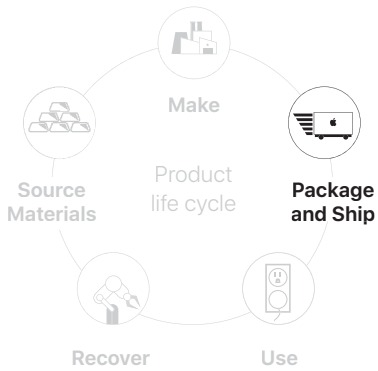 Make
Product
life cycle
Source
Materials
Package
and Ship
Recover
Use